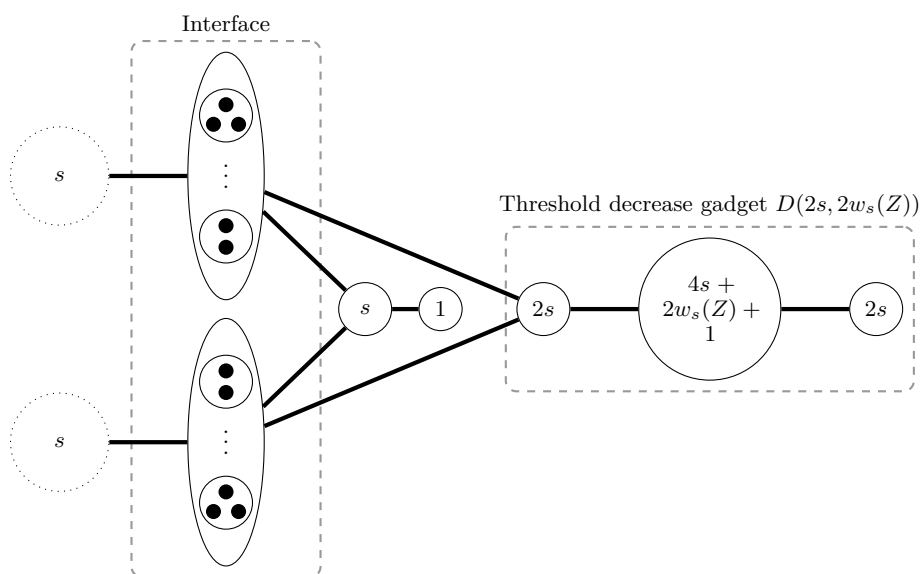 Interface
s
Threshold decrease gadget D(2s, 2w_s(Z))
s
1
2s
4s +
2w_s(Z) +
1
2s
s